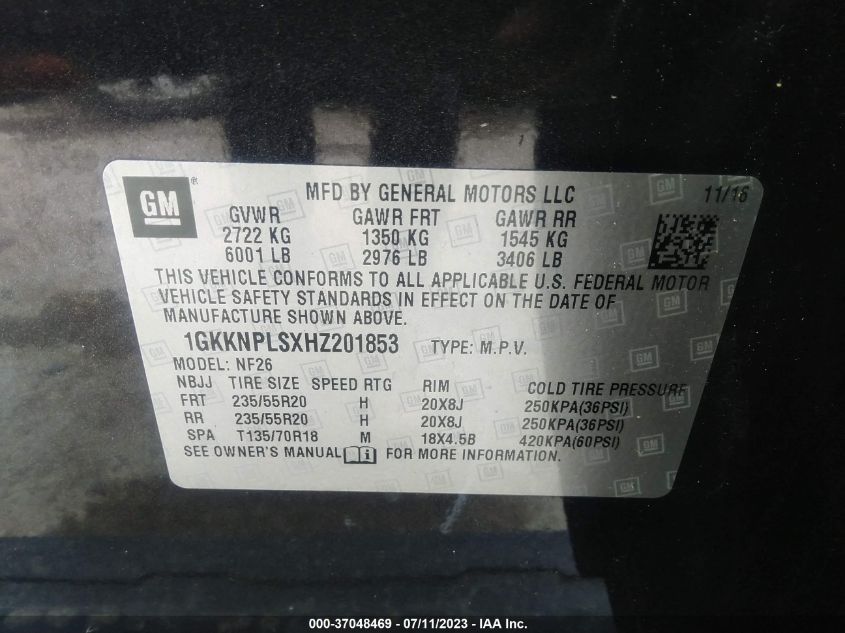 GM ®
MFD BY GENERAL MOTORS LLC 11/16
GVWR GAWR FRT GAWR RR
2722 KG 1350 KG 1545 KG
6001 LB 2976 LB 3406 LB
THIS VEHICLE CONFORMS TO ALL APPLICABLE U.S. FEDERAL MOTOR
VEHICLE SAFETY STANDARDS IN EFFECT ON THE DATE OF
MANUFACTURE SHOWN ABOVE.
1GKKNPLSXHZ201853 TYPE: M.P.V.
MODEL: NF26
NBJJ TIRE SIZE SPEED RTG RIM COLD TIRE PRESSURE
FRT 235/55R20 H 20X8J 250KPA(36PSI)
RR 235/55R20 H 20X8J 250KPA(36PSI)
SPA T135/70R18 M 18X4.5B 420KPA(60PSI)
SEE OWNER'S MANUAL i FOR MORE INFORMATION.
000-37048469 - 07/11/2023 - IAA Inc.